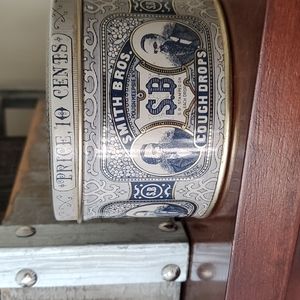 PRICE 10 CENTS
SMITH BROS.
S.B
COUGH DROPS
S.B